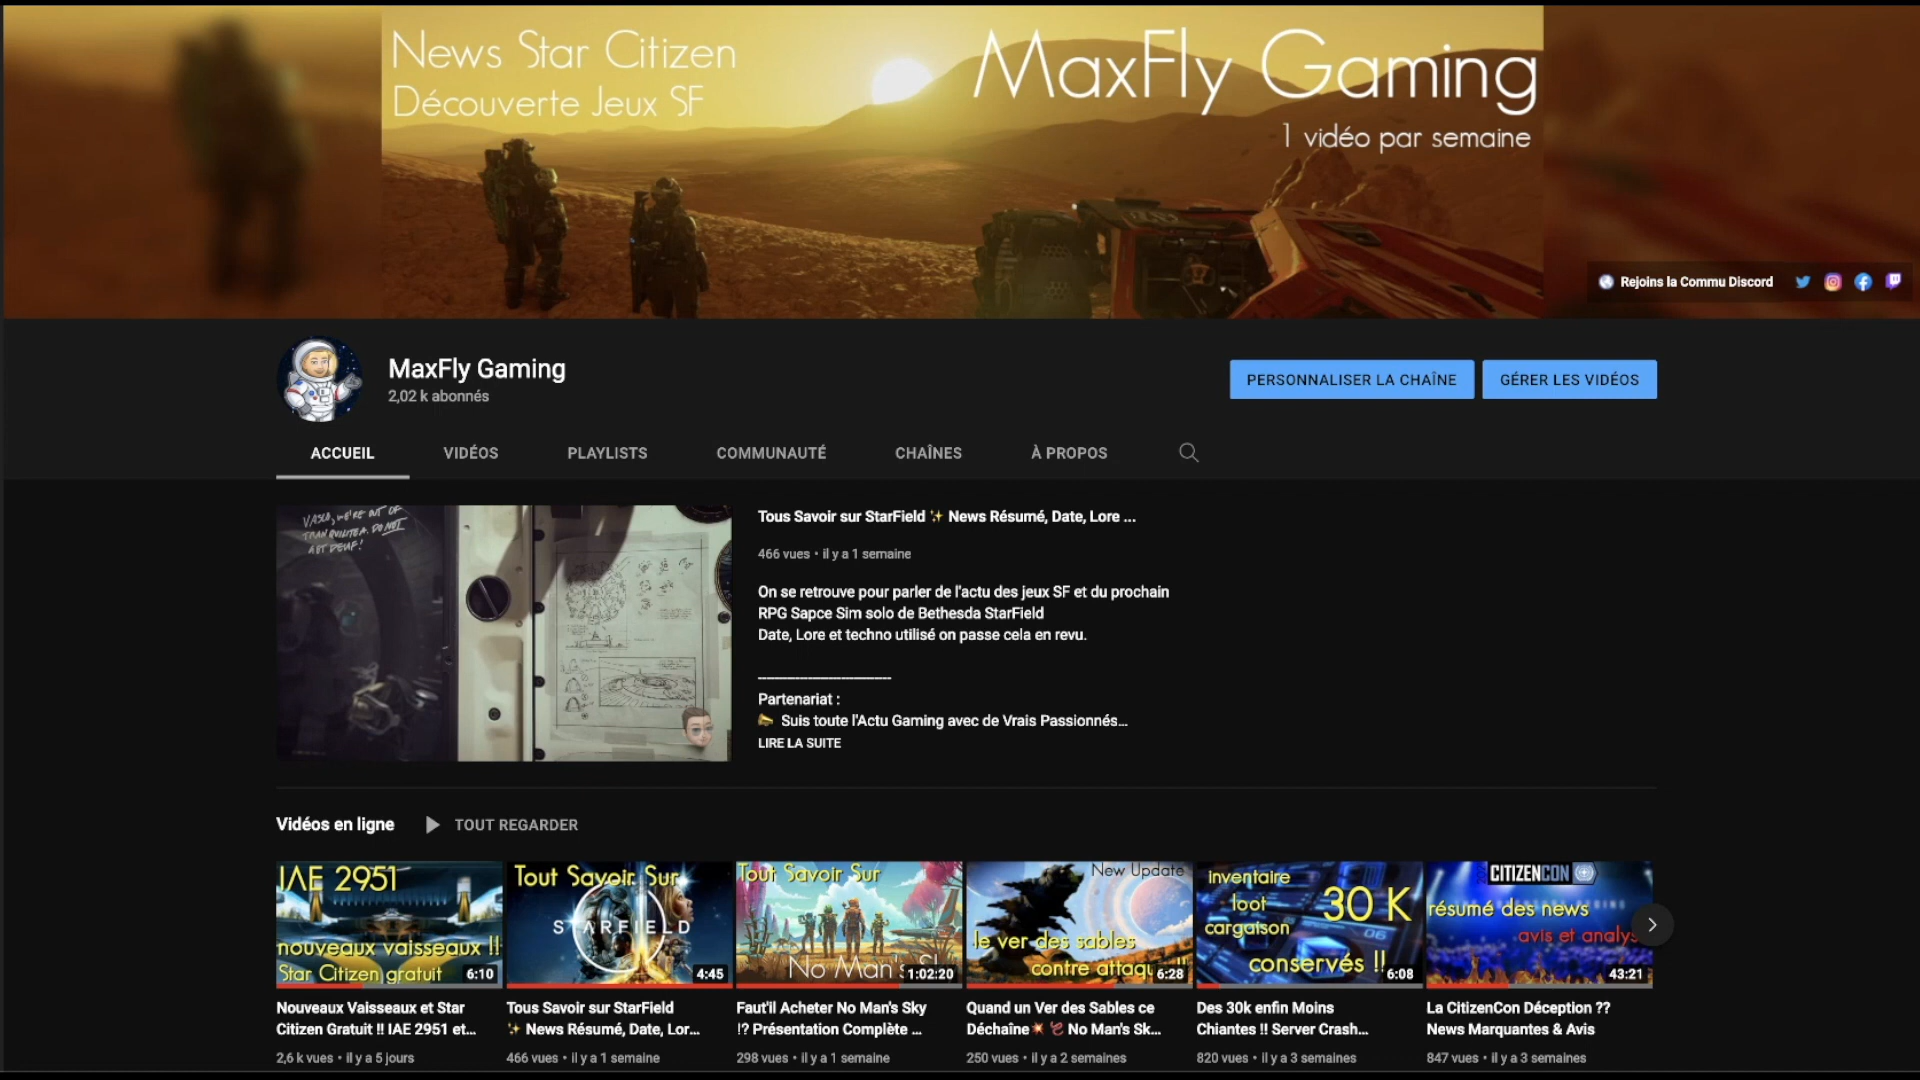 News Star Citizen
Découverte Jeux SF
MaxFly Gaming
1 vidéo par semaine
Rejoins la Commu Discord
MaxFly Gaming
2,02 k abonnés
PERSONNALISER LA CHAÎNE
GÉRER LES VIDÉOS
ACCUEIL
VIDÉOS
PLAYLISTS
COMMUNAUTÉ
CHAÎNES
À PROPOS
VASCO, WE'RE OUT OF
TRANQUILITEA. DO NOT
Tous Savoir sur StarField ✨ News Résumé, Date, Lore ...
466 vues • il y a 1 semaine
On se retrouve pour parler de l'actu des jeux SF et du prochain
RPG Sapce Sim solo de Bethesda StarField
Date, Lore et techno utilisé on passe cela en revu.
--------------------------------
Partenariat :
Suis toute l'Actu Gaming avec de Vrais Passionnés...
LIRE LA SUITE
Vidéos en ligne
TOUT REGARDER
IAE 2951
nouveaux vaisseaux !!
Star Citizen gratuit
6:10
Tout Savoir Sur
STARFIELD
4:45
Tout Savoir Sur
No Man's
1:02:20
New Update
le ver des sables
contre attaqu
6:28
inventaire
loot
cargaison
30 K
conservés !!
6:08
CITIZENCON
résumé des news
avis et analys
43:21
Nouveaux Vaisseaux et Star
Citizen Gratuit !! IAE 2951 et...
2,6 k vues • il y a 5 jours
Tous Savoir sur StarField
✨ News Résumé, Date, Lor...
466 vues • il y a 1 semaine
Faut'il Acheter No Man's Sky
!? Présentation Complète ...
298 vues • il y a 1 semaine
Quand un Ver des Sables ce
Déchaîne💥 🪱 No Man's Sk...
250 vues • il y a 2 semaines
Des 30k enfin Moins
Chiantes !! Server Crash...
820 vues • il y a 3 semaines
La CitizenCon Déception ??
News Marquantes & Avis
847 vues • il y a 3 semaines